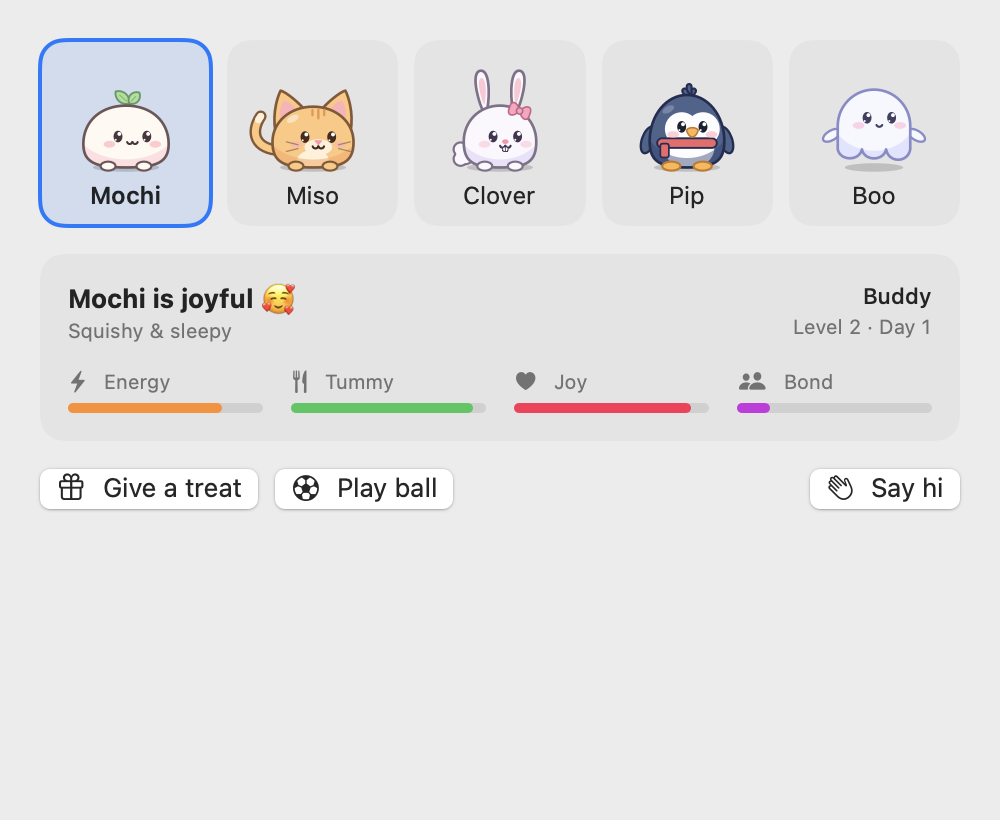 Mochi
Miso
Clover
Pip
Boo
Mochi is joyful 🥰
Buddy
Squishy & sleepy
Level 2 · Day 1
Energy
Tummy
Joy
Bond
Give a treat
Play ball
Say hi